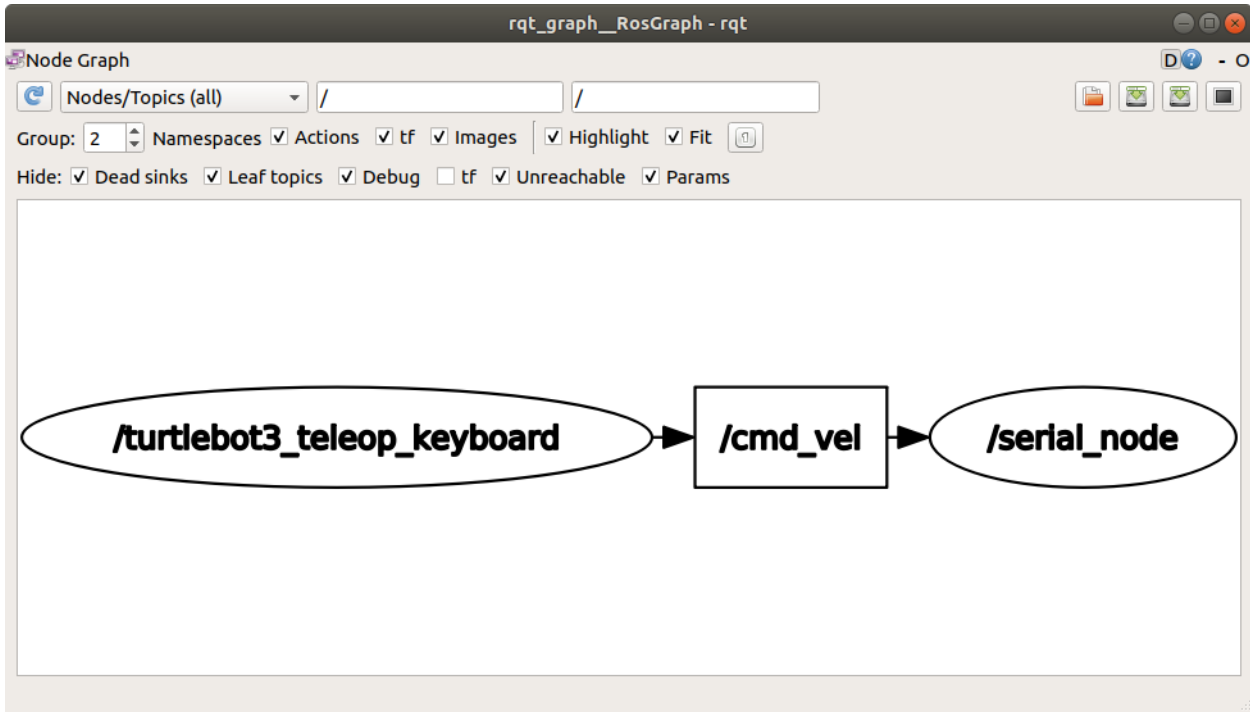 rqt_graph__RosGraph - rqt
Node Graph D ? - O
Nodes/Topics (all) / /
Group: 2 Namespaces Actions tf Images Highlight Fit
Hide: Dead sinks Leaf topics Debug tf Unreachable Params
/turtlebot3_teleop_keyboard /cmd_vel /serial_node